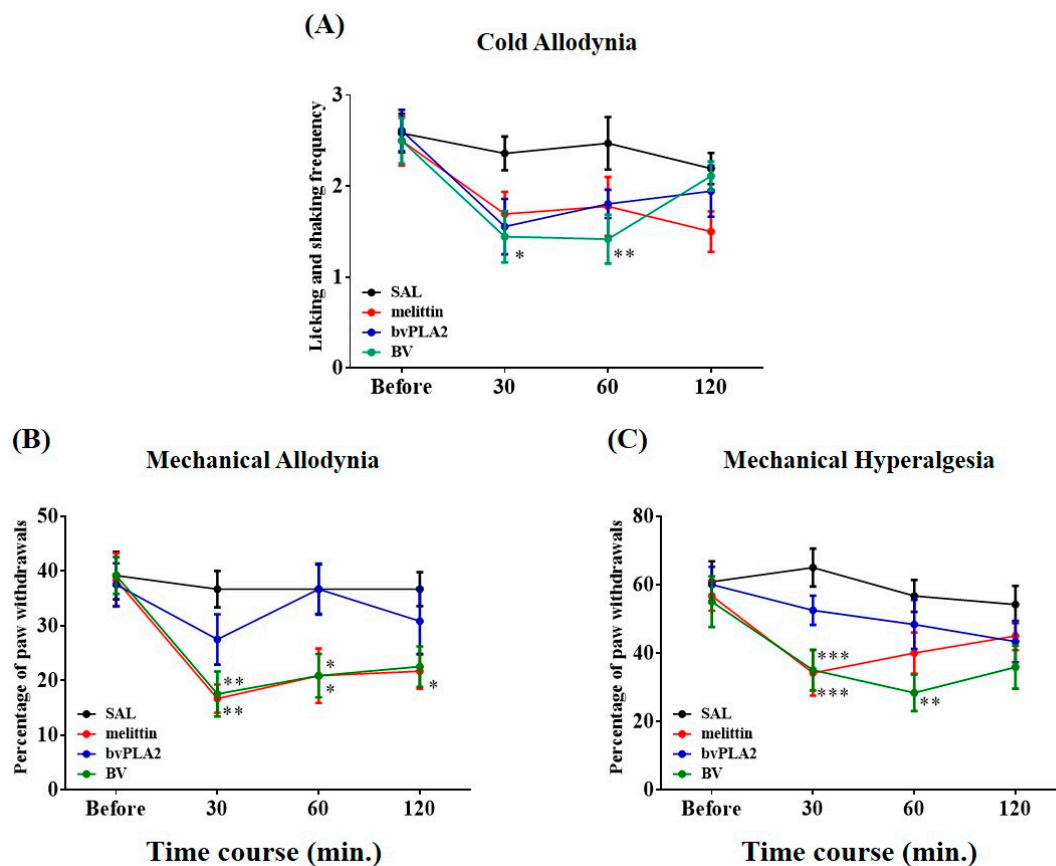 (A)
Cold Allodynia
Licking and shaking frequency
3
2
1
0
*
**
SAL
melittin
bvPLA2
BV
Before 30 60 120
(B)
Mechanical Allodynia
Percentage of paw withdrawals
50
40
30
20
10
0
**
**
*
*
*
SAL
melittin
bvPLA2
BV
Before 30 60 120
Time course (min.)
(C)
Mechanical Hyperalgesia
Percentage of paw withdrawals
80
60
40
20
0
***
***
**
SAL
melittin
bvPLA2
BV
Before 30 60 120
Time course (min.)